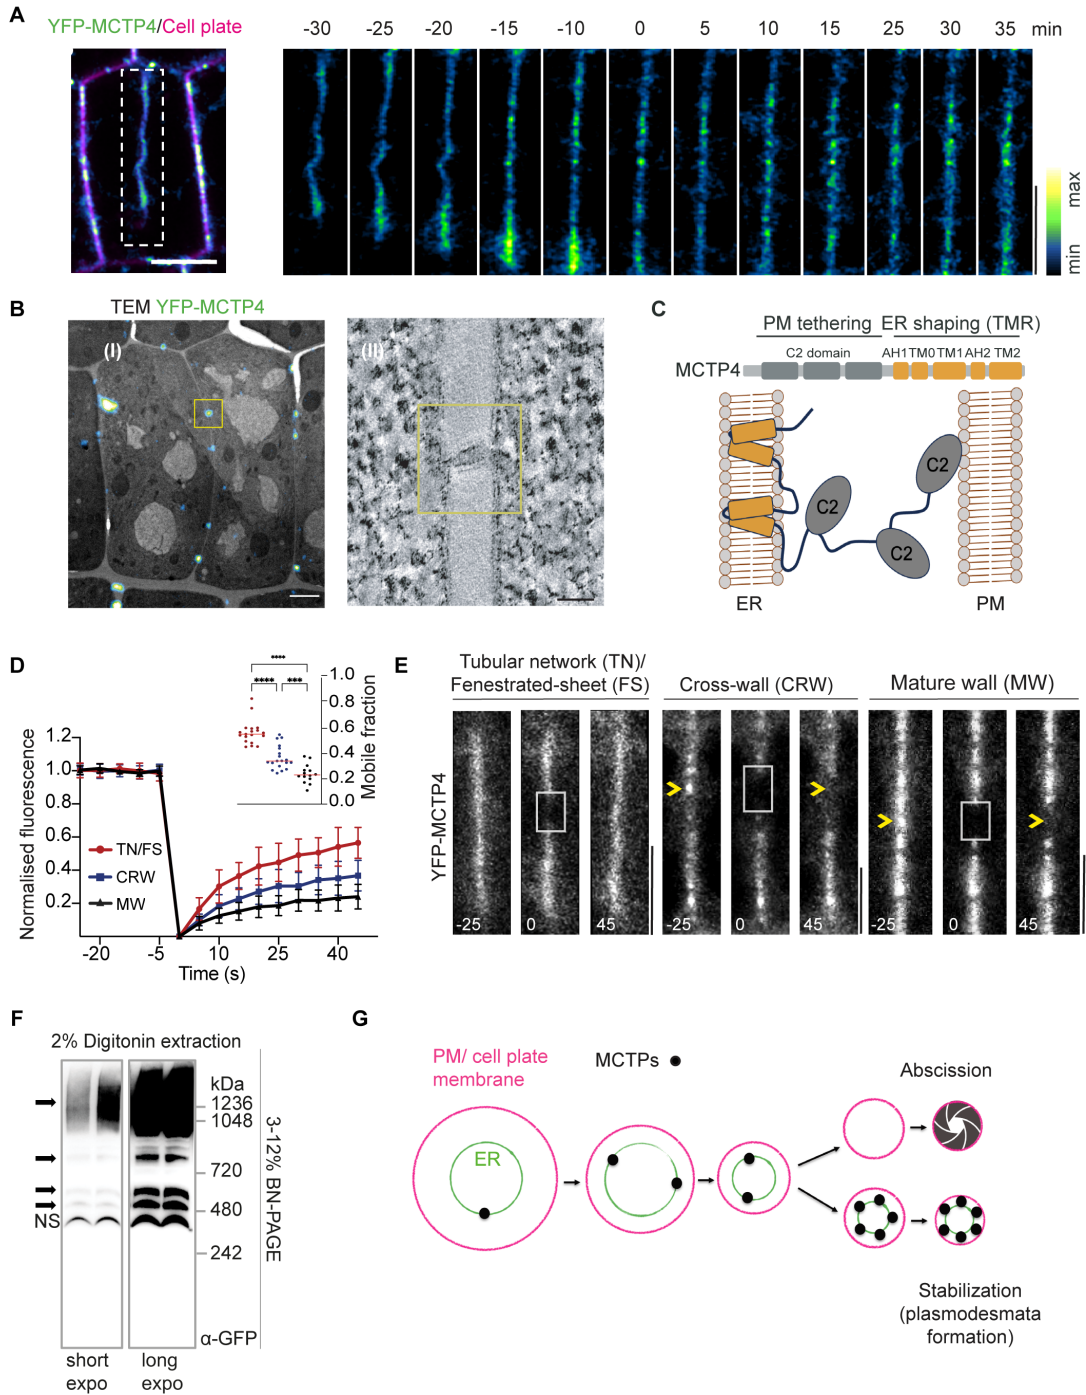 A
YFP-MCTP4/Cell plate
-30 -25 -20 -15 -10 0 5 10 15 25 30 35 min
max
min
B
TEM YFP-MCTP4
(I)
(II)
C
PM tethering
ER shaping (TMR)
C2 domain
AH1 TM0 TM1 AH2 TM2
MCTP4
C2
C2
C2
ER
PM
D
Normalised fluorescence
1.2
1.0
0.8
0.6
0.4
0.2
TN/FS
CRW
MW
-20 -5 10 25 40
Time (s)
**** 
**** ***
1.0
0.8
0.6
0.4
0.2
0.0
Mobile fraction
E
Tubular network (TN)/
Fenestrated-sheet (FS)
Cross-wall (CRW)
Mature wall (MW)
YFP-MCTP4
-25 0 45
-25 0 45
-25 0 45
F
2% Digitonin extraction
kDa
1236
1048
720
480
242
NS
α-GFP
3-12% BN-PAGE
short
expo
long
expo
G
PM/ cell plate
membrane
MCTPs
ER
Abscission
Stabilization
(plasmodesmata
formation)